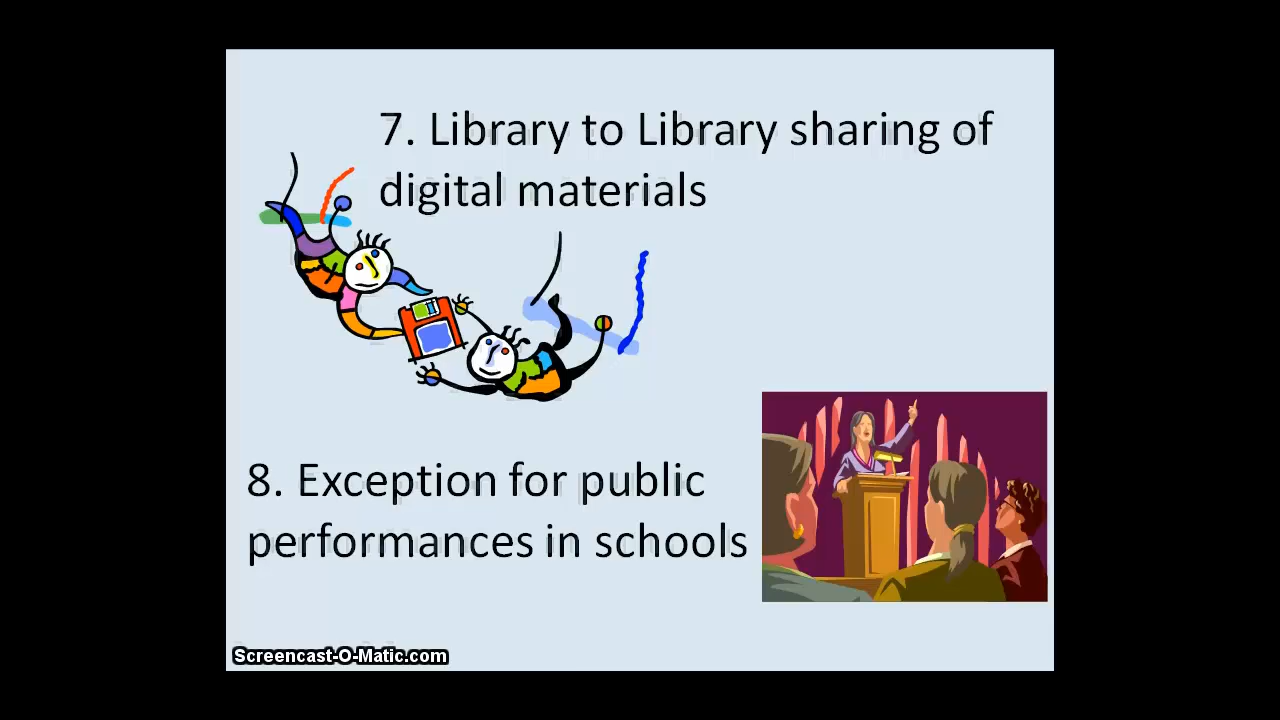 7. Library to Library sharing of
digital materials
8. Exception for public
performances in schools
Screencast-O-Matic.com